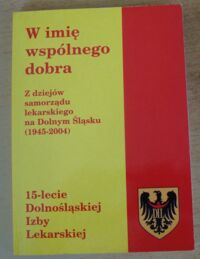 W imię
wspólnego
dobra
Z dziejów
samorządu
lekarskiego
na Dolnym Śląsku
(1945-2004)
15-lecie
Dolnośląskiej
Izby
Lekarskiej